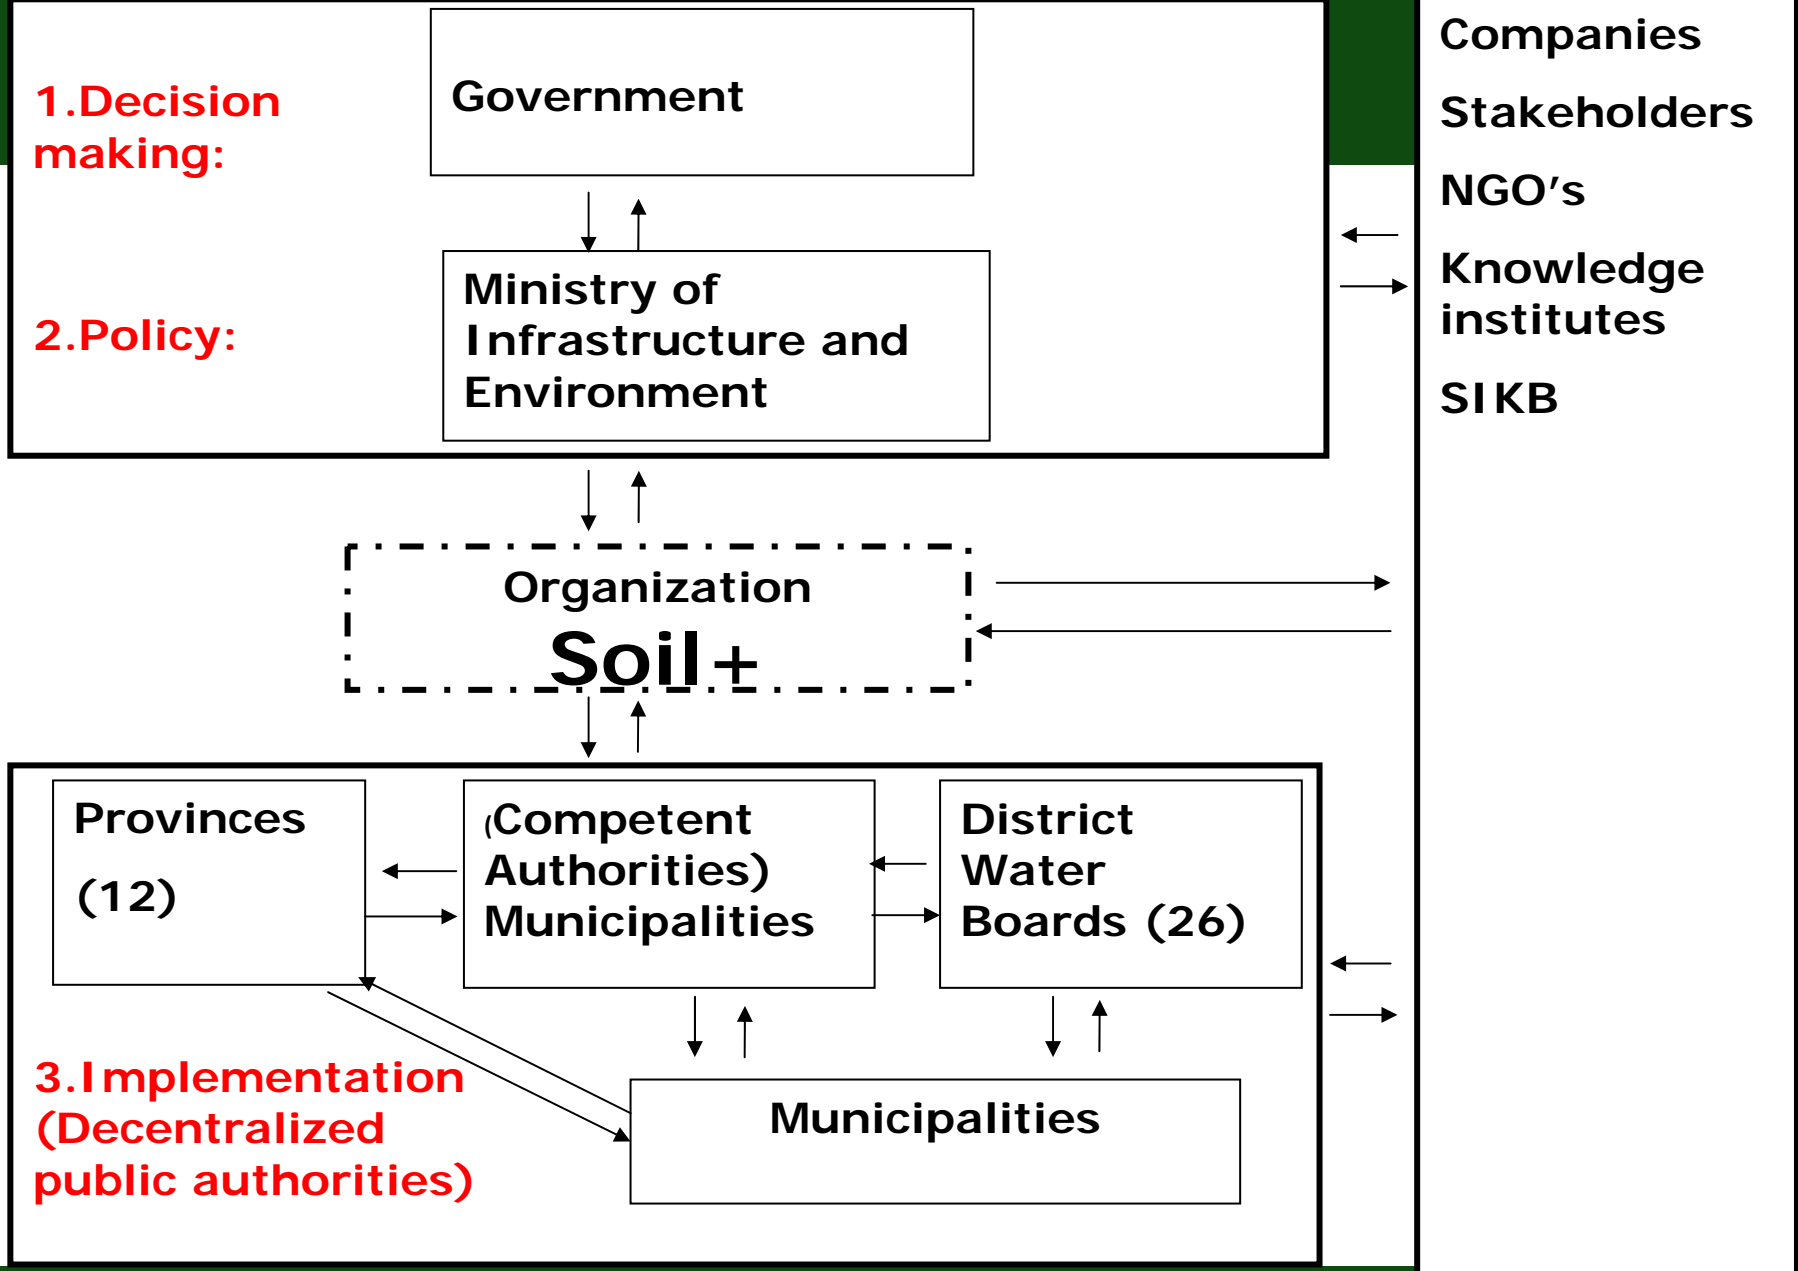 1.Decision
making:
Government
2.Policy:
Ministry of
Infrastructure and
Environment
Organization
Soil+
Provinces
(12)
(Competent
Authorities)
Municipalities
District
Water
Boards (26)
3.Implementation
(Decentralized
public authorities)
Municipalities
Companies
Stakeholders
NGO’s
Knowledge
institutes
SIKB